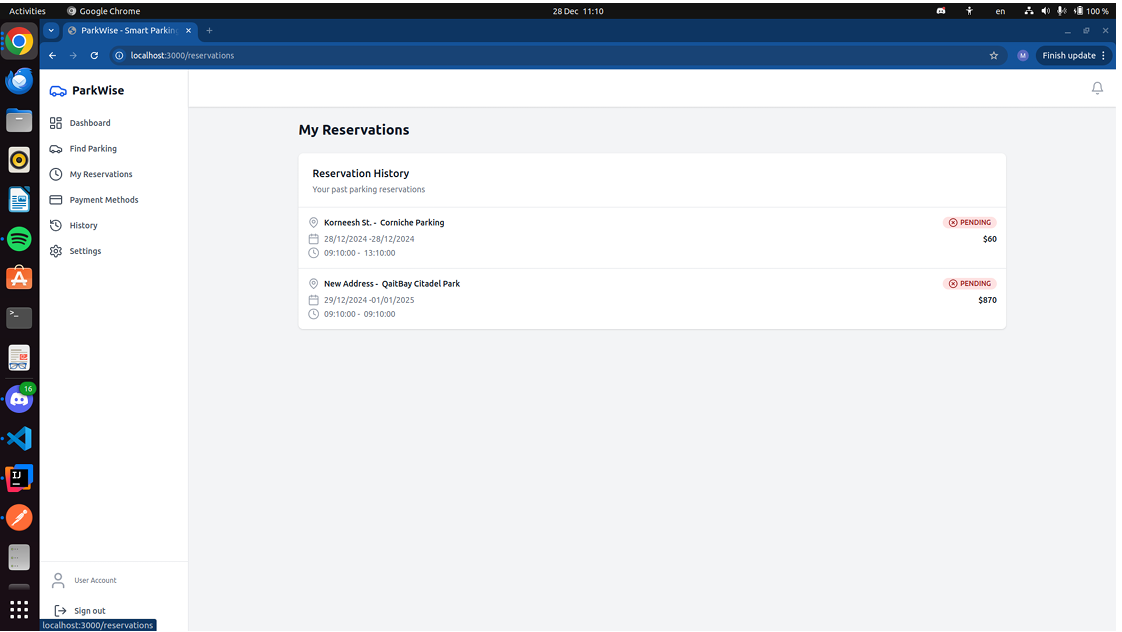 Activities Google Chrome 28 Dec 11:10 en 100 %
ParkWise - Smart Parking
localhost:3000/reservations M Finish update
ParkWise
Dashboard
Find Parking
My Reservations
Payment Methods
History
Settings
User Account
Sign out
localhost:3000/reservations
My Reservations
Reservation History
Your past parking reservations
Korneesh St. - Corniche Parking PENDING
28/12/2024 -28/12/2024 $60
09:10:00 - 13:10:00
New Address - QaitBay Citadel Park PENDING
29/12/2024 -01/01/2025 $870
09:10:00 - 09:10:00
16
IJ